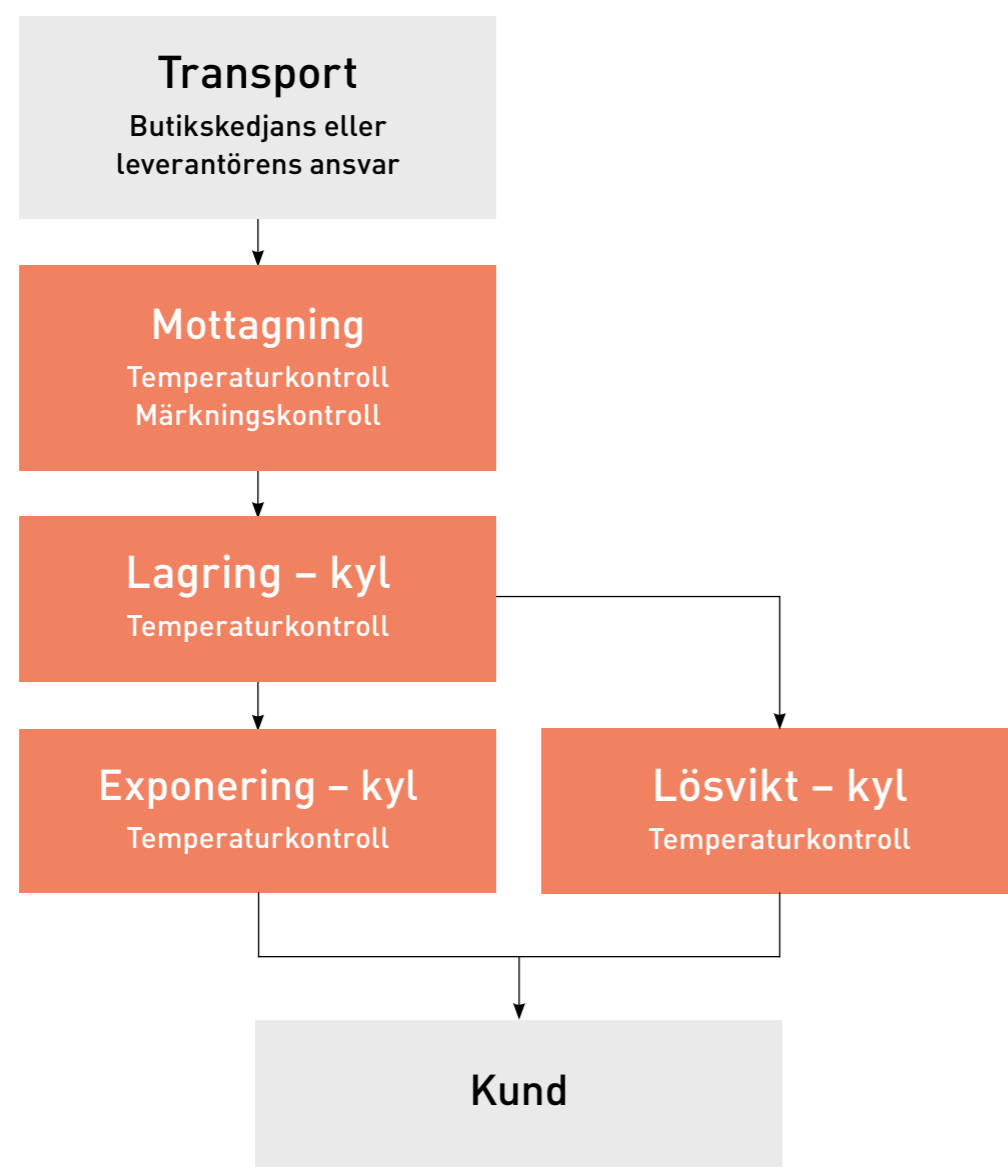 Transport
Butikskedjans eller
leverantörens ansvar
Mottagning
Temperaturkontroll
Märkningskontroll
Lagring – kyl
Temperaturkontroll
Exponering – kyl
Temperaturkontroll
Lösvikt – kyl
Temperaturkontroll
Kund